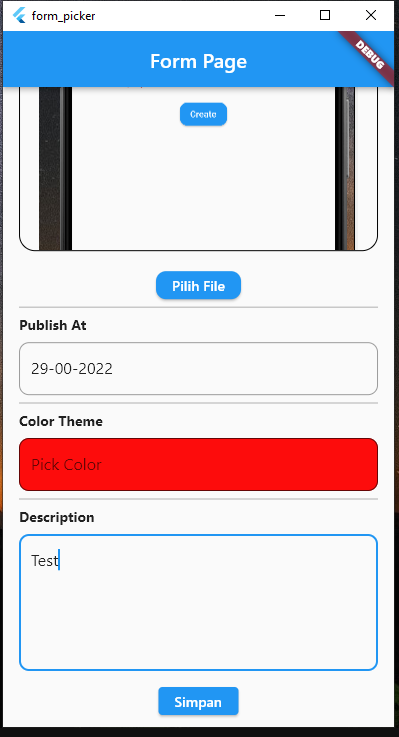 form_picker
Form Page
DEBUG
Create
Pilih File
Publish At
29-00-2022
Color Theme
Pick Color
Description
Test
Simpan